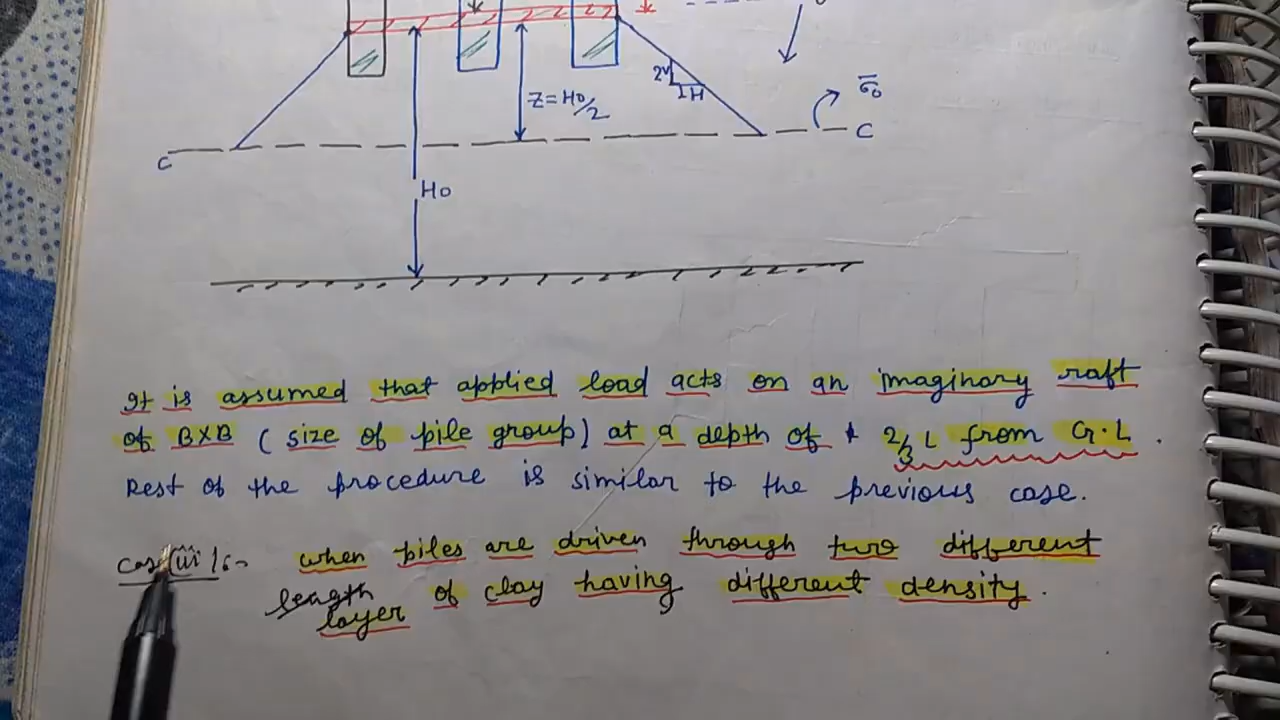 2V
1H
Z = H0/2
σ̅0
C
C
H0
It is assumed that applied load acts on an imaginary raft
of BXB (size of pile group) at a depth of 2/3 L from G.L.
Rest of the procedure is similar to the previous case.
case (iii) :- when piles are driven through two different
length
layer of clay having different density.